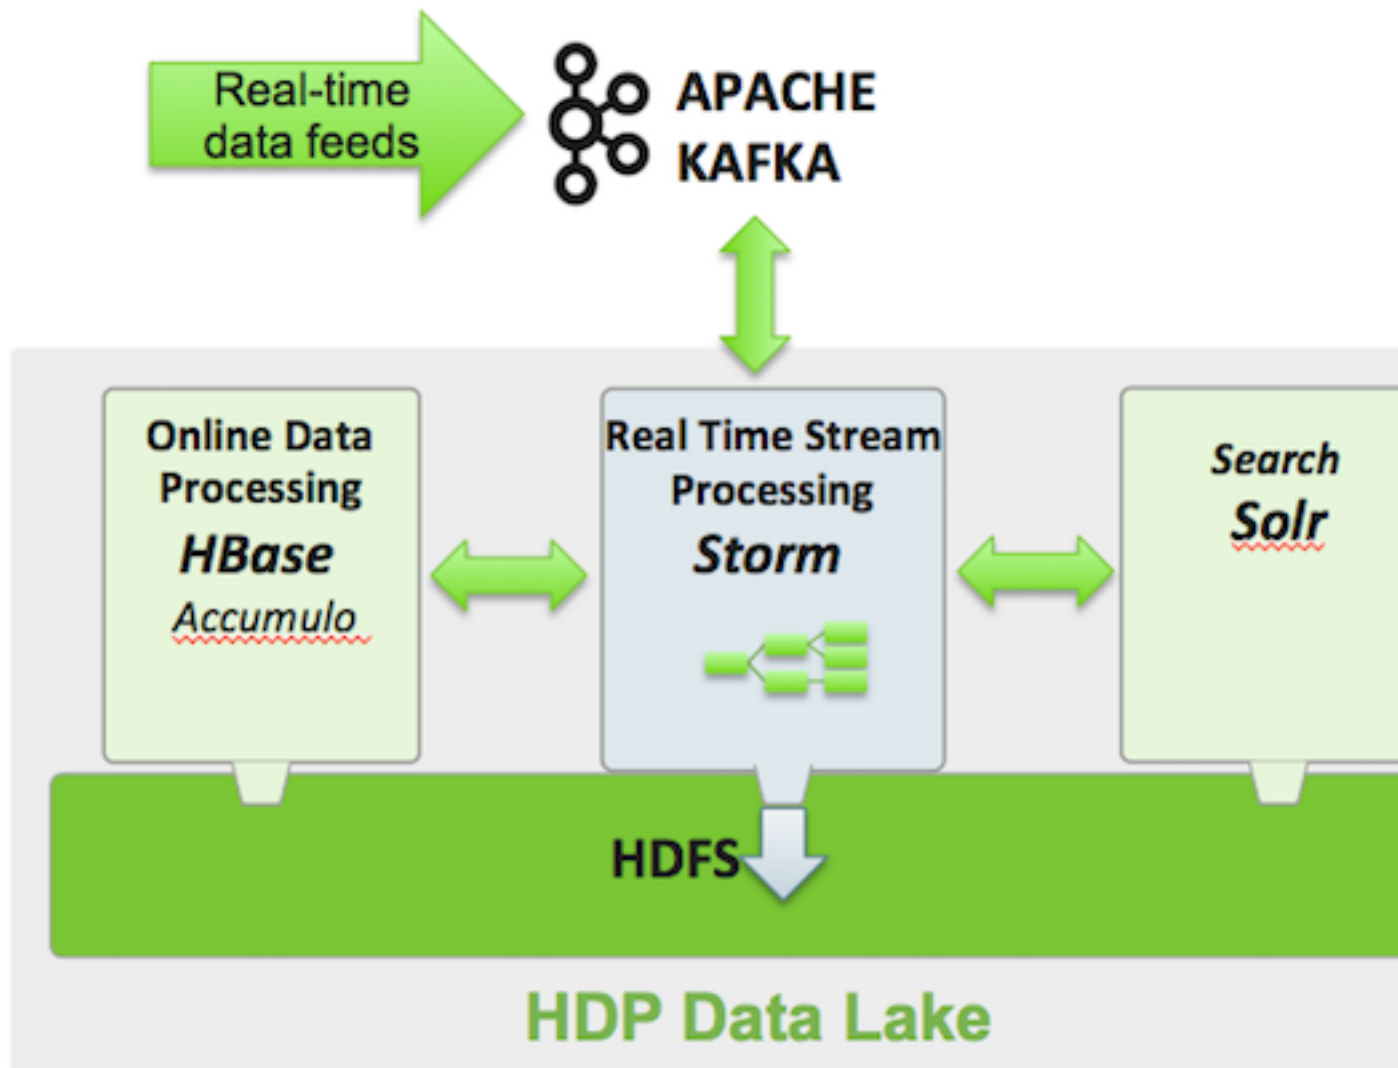 Real-time
data feeds
APACHE
KAFKA
Online Data
Processing
HBase
Accumulo
Real Time Stream
Processing
Storm
Search
Solr
HDFS
HDP Data Lake